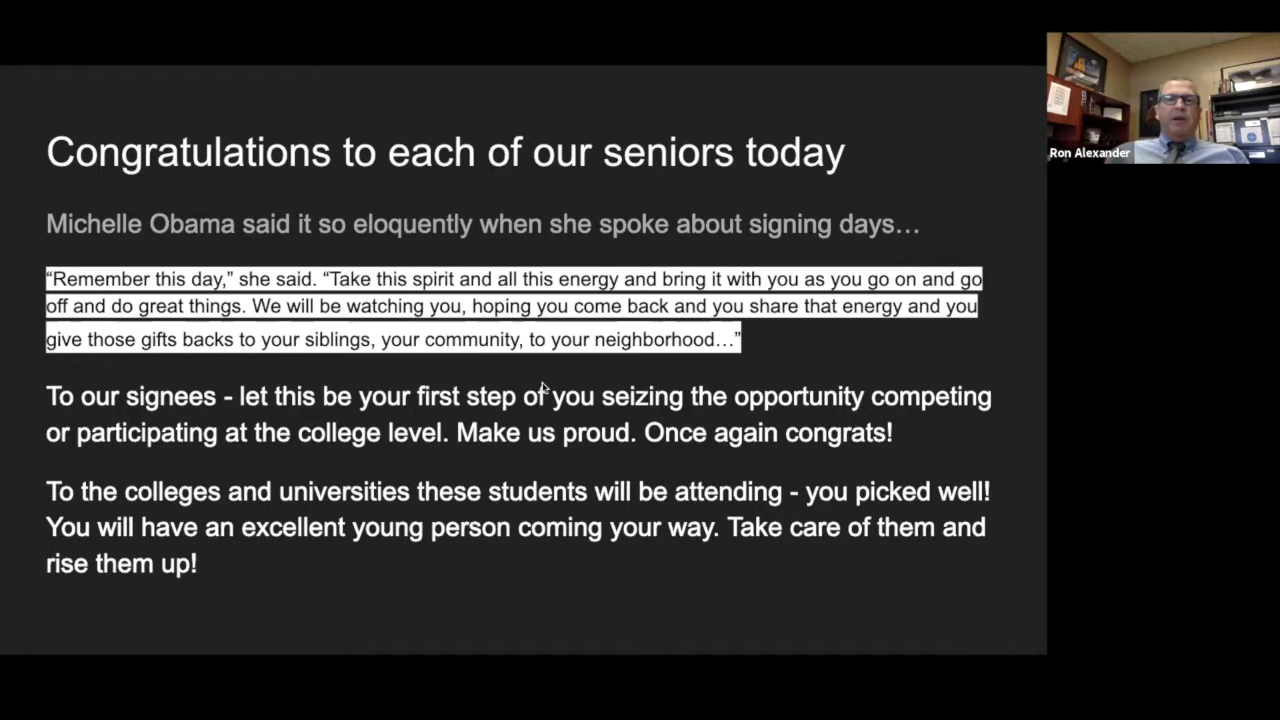 Congratulations to each of our seniors today
Michelle Obama said it so eloquently when she spoke about signing days…
“Remember this day,” she said. “Take this spirit and all this energy and bring it with you as you go on and go
off and do great things. We will be watching you, hoping you come back and you share that energy and you
give those gifts backs to your siblings, your community, to your neighborhood…”
To our signees - let this be your first step of you seizing the opportunity competing
or participating at the college level. Make us proud. Once again congrats!
To the colleges and universities these students will be attending - you picked well!
You will have an excellent young person coming your way. Take care of them and
rise them up!
Ron Alexander